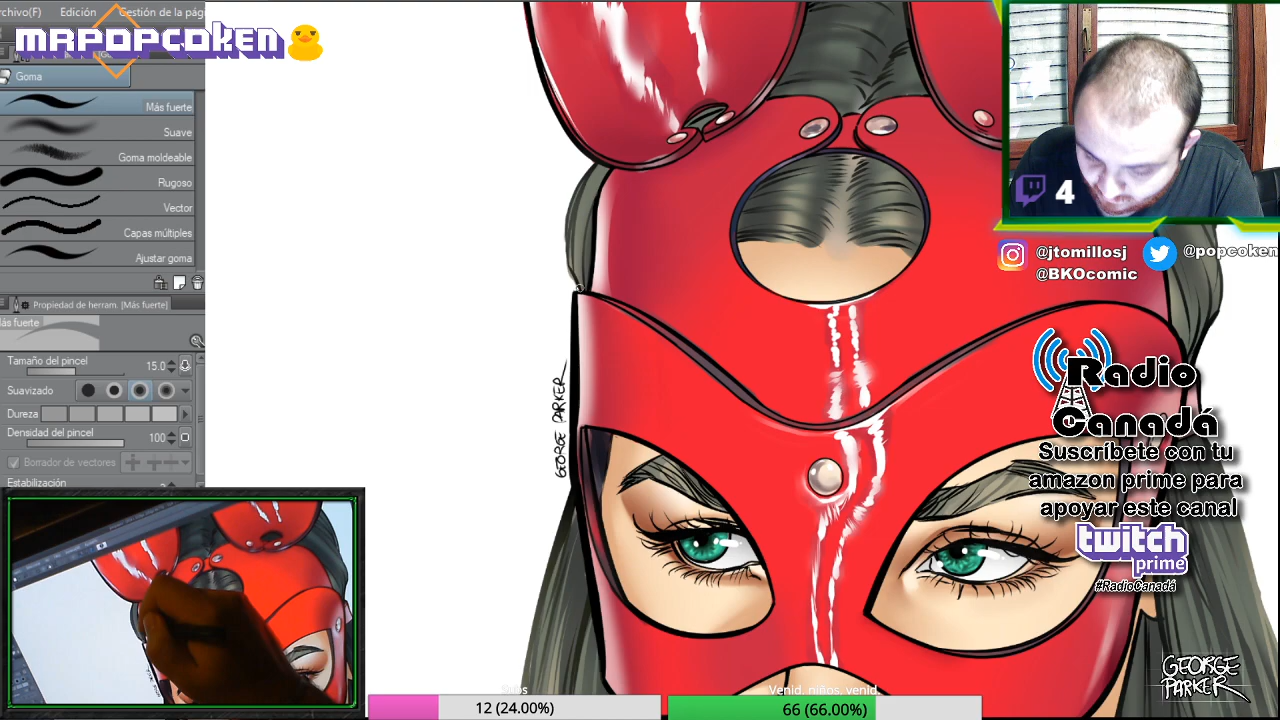 rchivo(F) Edición Gestión de la pág
MRPOPCOKEN
Goma
Más fuerte
Suave
Goma moldeable
Rugoso
Vector
Capas múltiples
Ajustar goma
Propiedad de herram. [Más fuerte]
Más fuerte
Tamaño del pincel 15.0
Suavizado
Dureza
Densidad del pincel 100
Borrador de vectores
Estabilización
GEORGE PARKER
4
@jtomillosj
@BKOcomic
@popcoken
Radio
Canadá
Suscríbete con tu
amazon prime para
apoyar este canal
twitch
prime
#RadioCanadá
GEORGE
PARKER
Subs
12 (24.00%)
Venid, niños, venid
66 (66.00%)